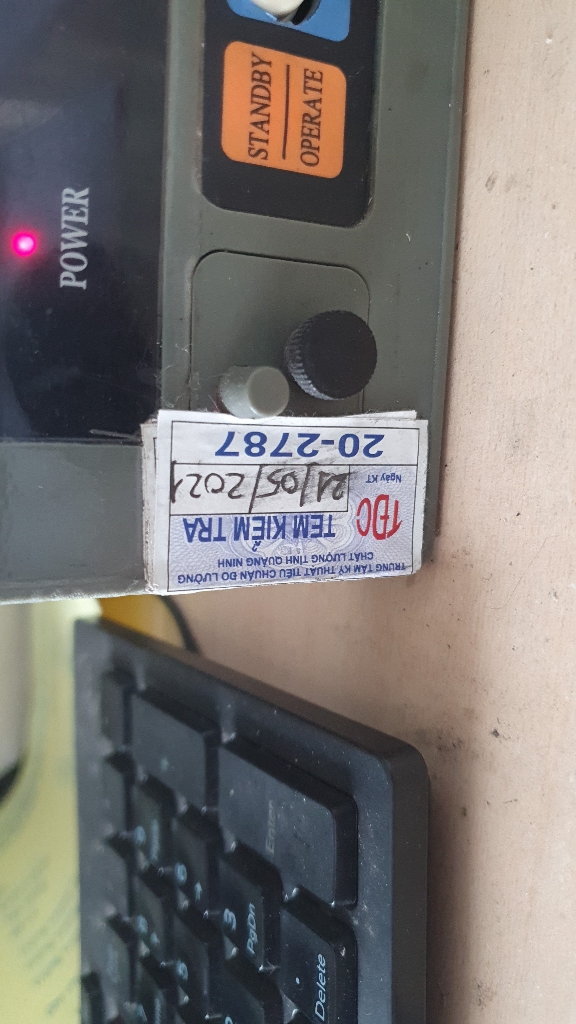 STANDBY
OPERATE
POWER
TRUNG TÂM KỸ THUẬT TIÊU CHUẨN ĐO LƯỜNG
CHẤT LƯỢNG TỈNH QUẢNG NINH
TĐC
TEM KIỂM TRA
Ngày KT
21/05/2021
20-2787
Enter
3
PgDn
.
Delete